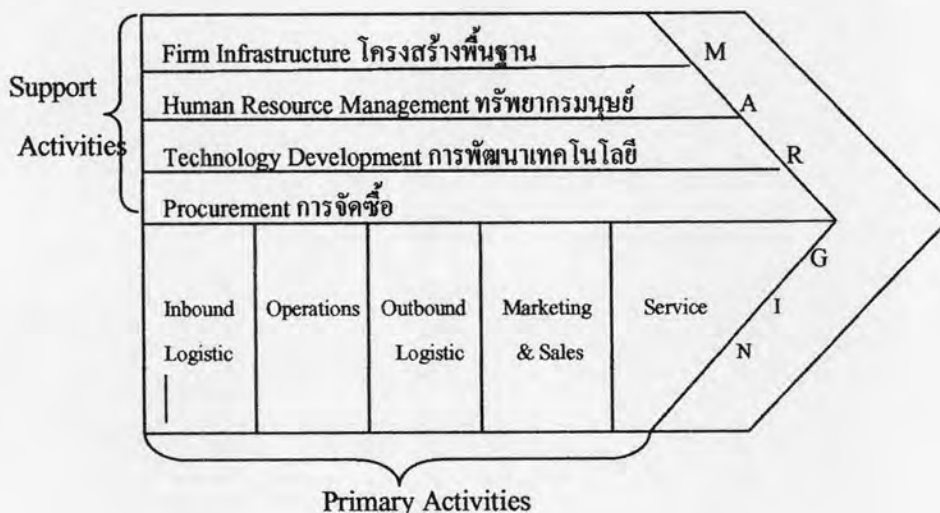 Support
Activities
Firm Infrastructure โครงสร้างพื้นฐาน
Human Resource Management ทรัพยากรมนุษย์
Technology Development การพัฒนาเทคโนโลยี
Procurement การจัดซื้อ
M
A
R
G
I
N
Inbound
Logistic
Operations
Outbound
Logistic
Marketing
& Sales
Service
Primary Activities